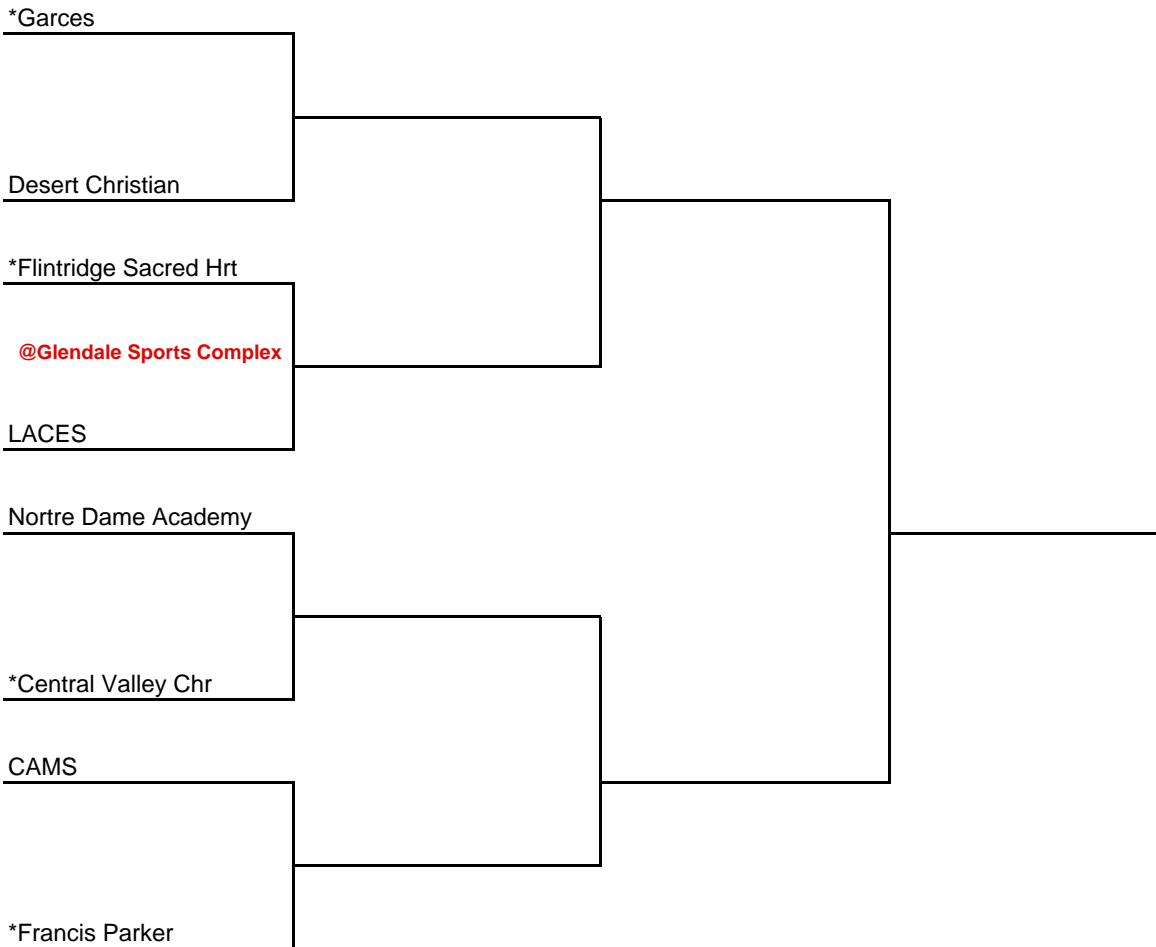 *Garces
Desert Christian
*Flintridge Sacred Hrt
@Glendale Sports Complex
LACES
Nortre Dame Academy
*Central Valley Chr
CAMS
*Francis Parker